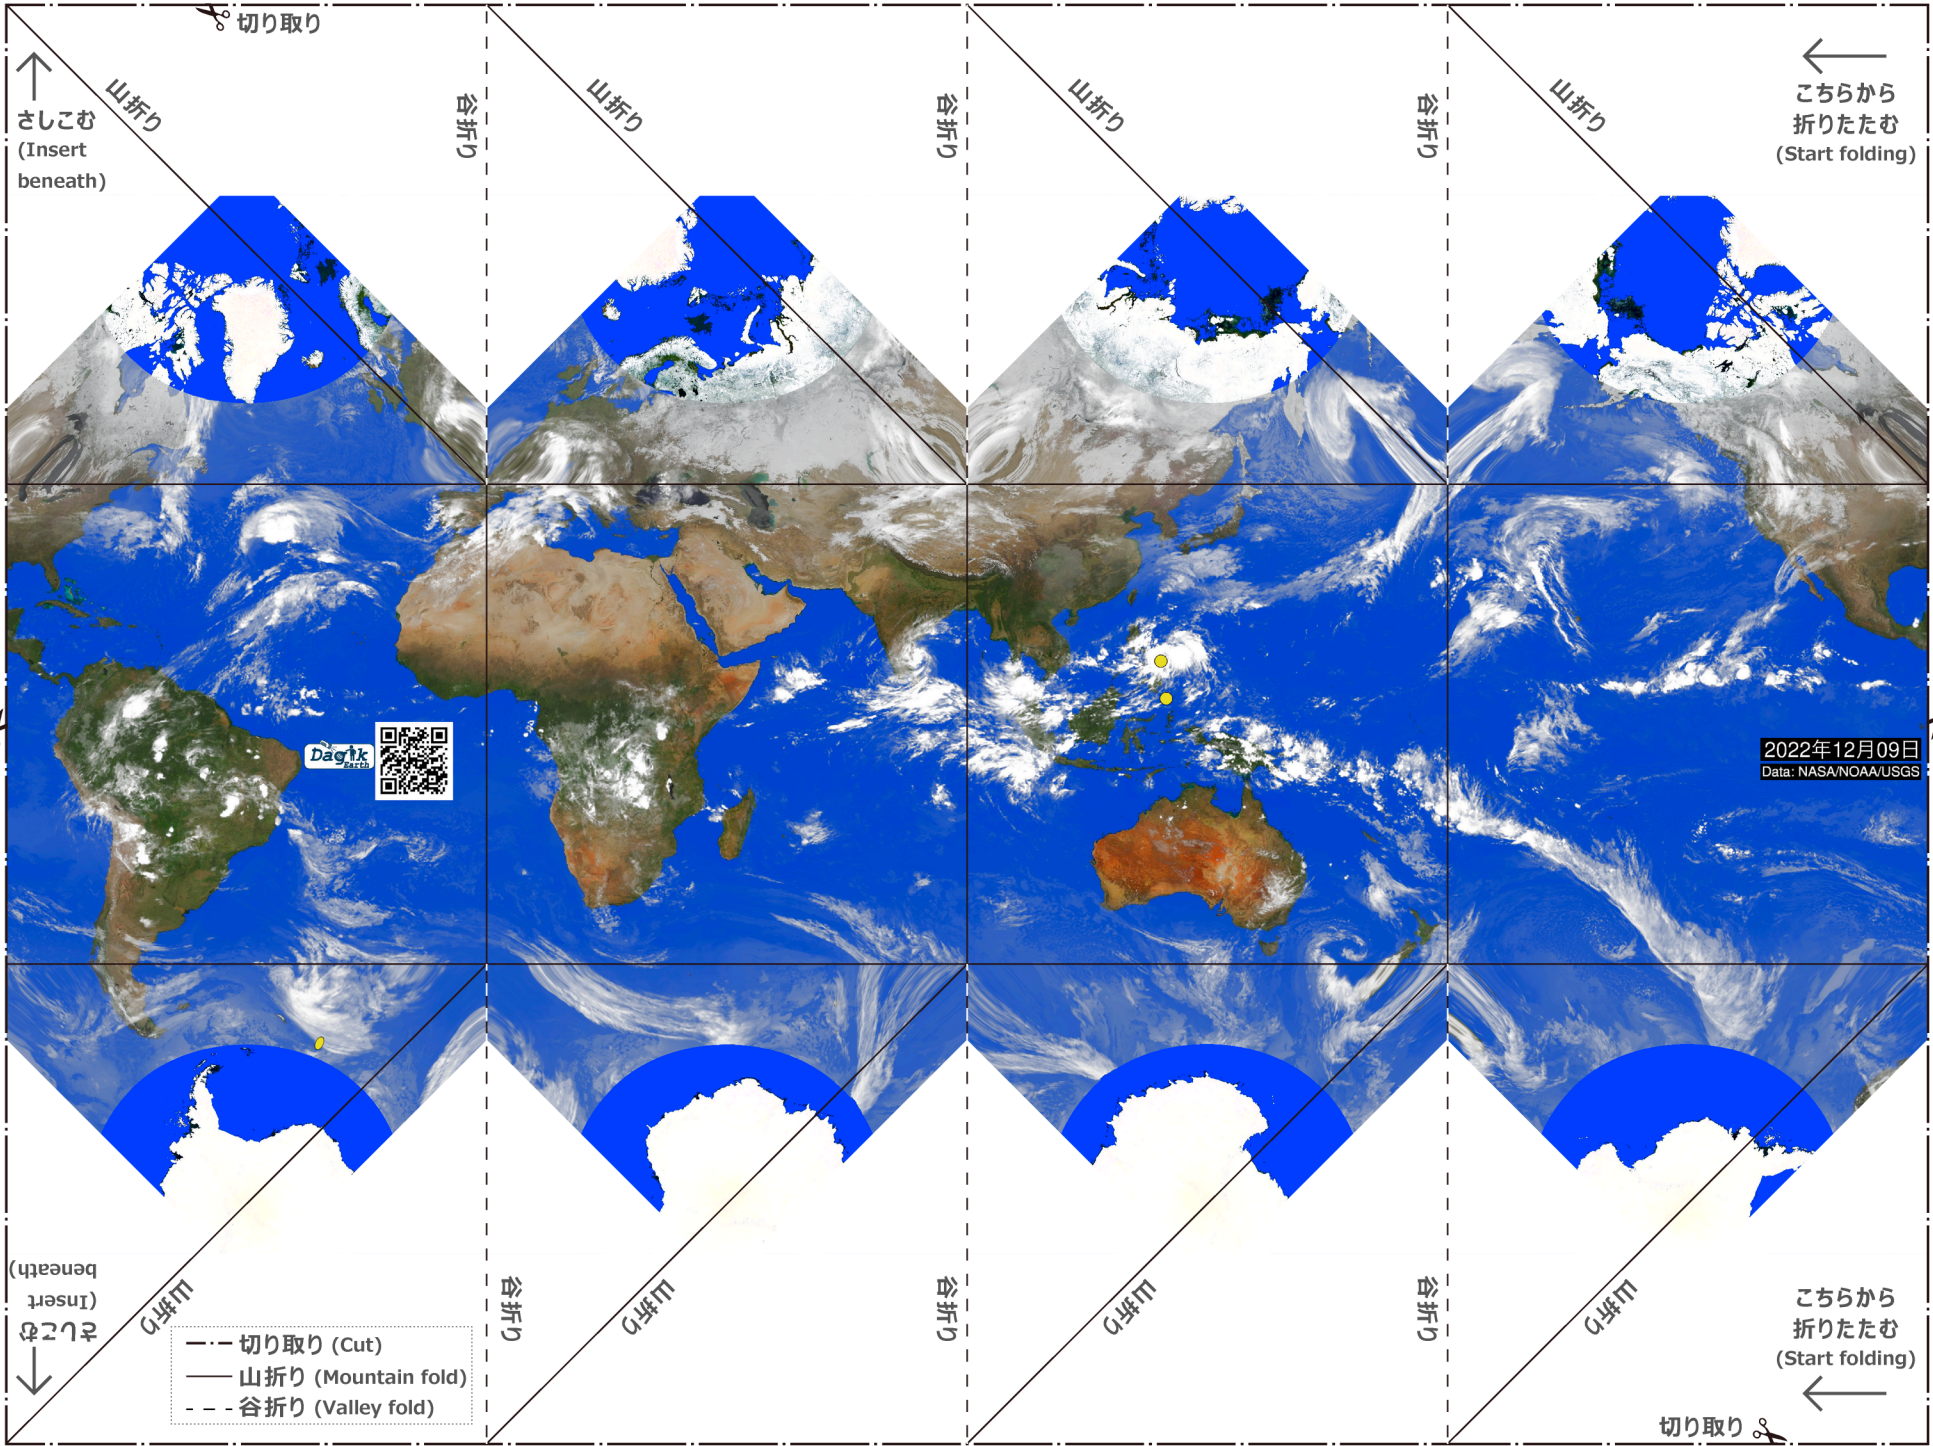 切り取り
さしこむ
(Insert
beneath)
山折り
谷折り
山折り
谷折り
山折り
谷折り
山折り
こちらから
折りたたむ
(Start folding)
Dagik
Earth
2022年12月09日
Data: NASA/NOAA/USGS
さしこむ
(Insert
beneath)
山折り
谷折り
山折り
谷折り
山折り
谷折り
山折り
こちらから
折りたたむ
(Start folding)
切り取り (Cut)
山折り (Mountain fold)
谷折り (Valley fold)
切り取り